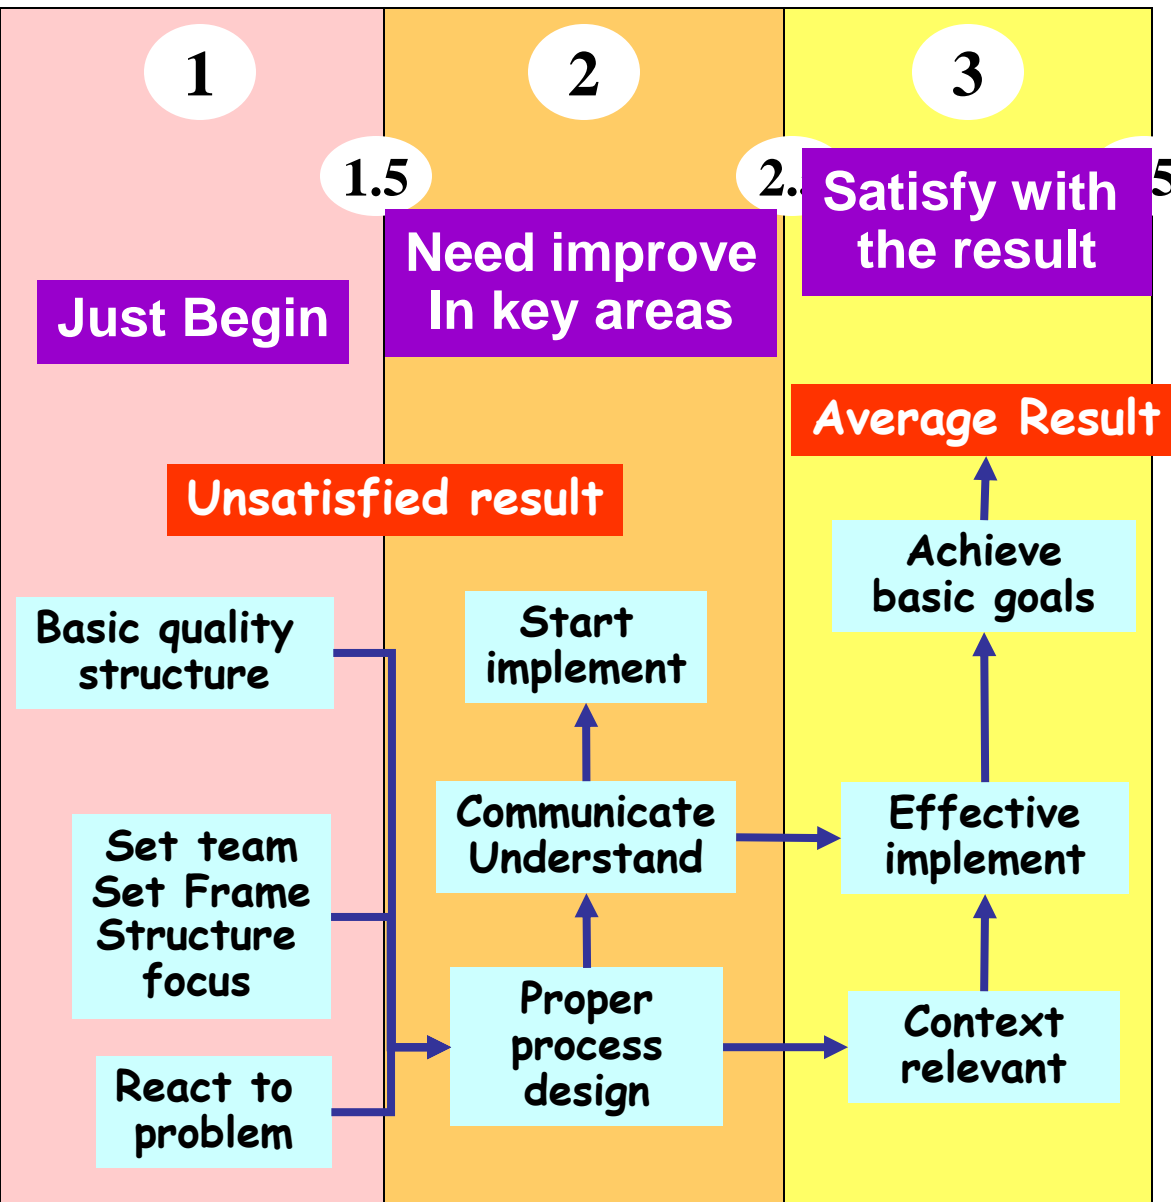 1
2
3
1.5
2.
5
Just Begin
Need improve
In key areas
Satisfy with
the result
Average Result
Unsatisfied result
Basic quality
structure
Set team
Set Frame
Structure
focus
React to
problem
Start
implement
Communicate
Understand
Proper
process
design
Achieve
basic goals
Effective
implement
Context
relevant